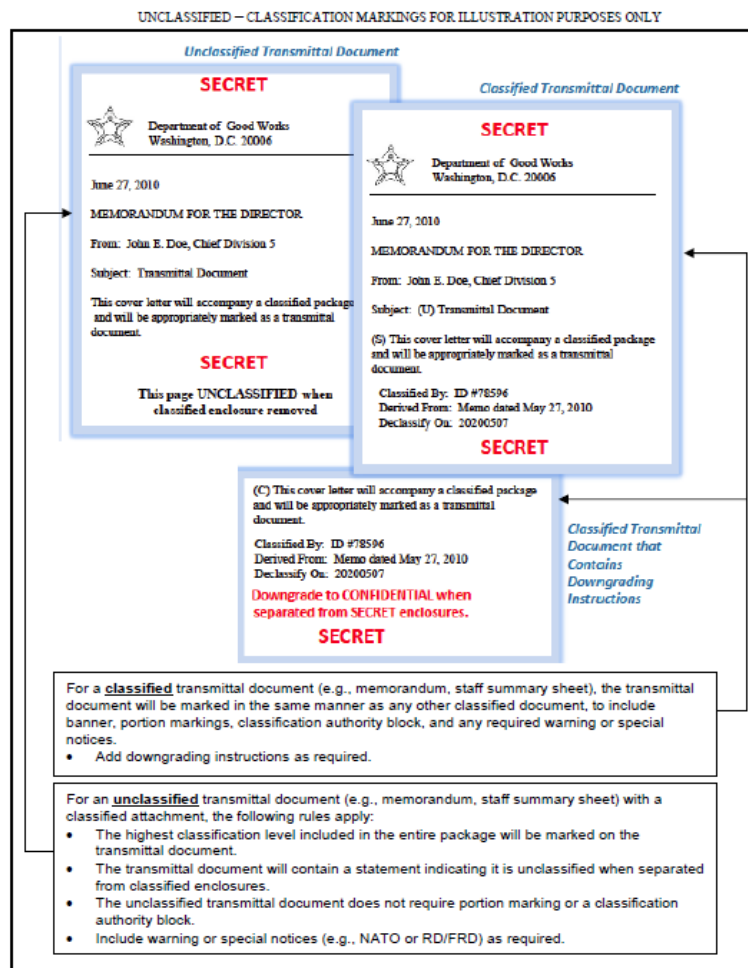 UNCLASSIFIED – CLASSIFICATION MARKINGS FOR ILLUSTRATION PURPOSES ONLY
Unclassified Transmittal Document
SECRET
Department of Good Works
Washington, D.C. 20006
June 27, 2010
MEMORANDUM FOR THE DIRECTOR
From: John E. Doe, Chief Division 5
Subject: Transmittal Document
This cover letter will accompany a classified package
and will be appropriately marked as a transmittal
document.
SECRET
This page UNCLASSIFIED when
classified enclosure removed
Classified Transmittal Document
SECRET
Department of Good Works
Washington, D.C. 20006
June 27, 2010
MEMORANDUM FOR THE DIRECTOR
From: John E. Doe, Chief Division 5
Subject: (U) Transmittal Document
(S) This cover letter will accompany a classified package
and will be appropriately marked as a transmittal
document.
Classified By: ID #78596
Derived From: Memo dated May 27, 2010
Declassify On: 20200507
SECRET
(C) This cover letter will accompany a classified package
and will be appropriately marked as a transmittal
document.
Classified By: ID #78596
Derived From: Memo dated May 27, 2010
Declassify On: 20200507
Downgrade to CONFIDENTIAL when
separated from SECRET enclosures.
SECRET
Classified Transmittal
Document that
Contains
Downgrading
Instructions
For a classified transmittal document (e.g., memorandum, staff summary sheet), the transmittal
document will be marked in the same manner as any other classified document, to include
banner, portion markings, classification authority block, and any required warning or special
notices.
• Add downgrading instructions as required.
For an unclassified transmittal document (e.g., memorandum, staff summary sheet) with a
classified attachment, the following rules apply:
• The highest classification level included in the entire package will be marked on the
transmittal document.
• The transmittal document will contain a statement indicating it is unclassified when separated
from classified enclosures.
• The unclassified transmittal document does not require portion marking or a classification
authority block.
• Include warning or special notices (e.g., NATO or RD/FRD) as required.